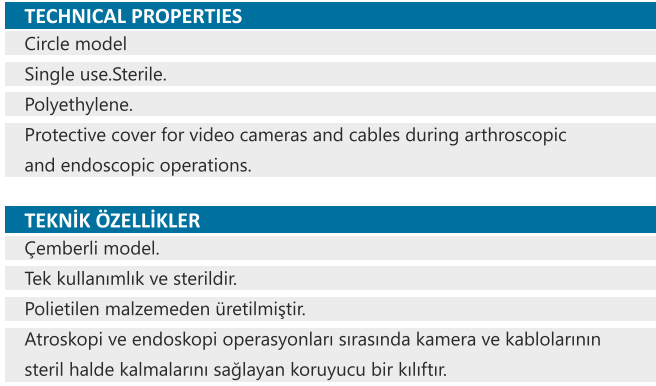 TECHNICAL PROPERTIES
Circle model
Single use.Sterile.
Polyethylene.
Protective cover for video cameras and cables during arthroscopic
and endoscopic operations.
TEKNİK ÖZELLİKLER
Çemberli model.
Tek kullanımlık ve sterildir.
Polietilen malzemeden üretilmiştir.
Atroskopi ve endoskopi operasyonları sırasında kamera ve kablolarının
steril halde kalmalarını sağlayan koruyucu bir kılıftır.